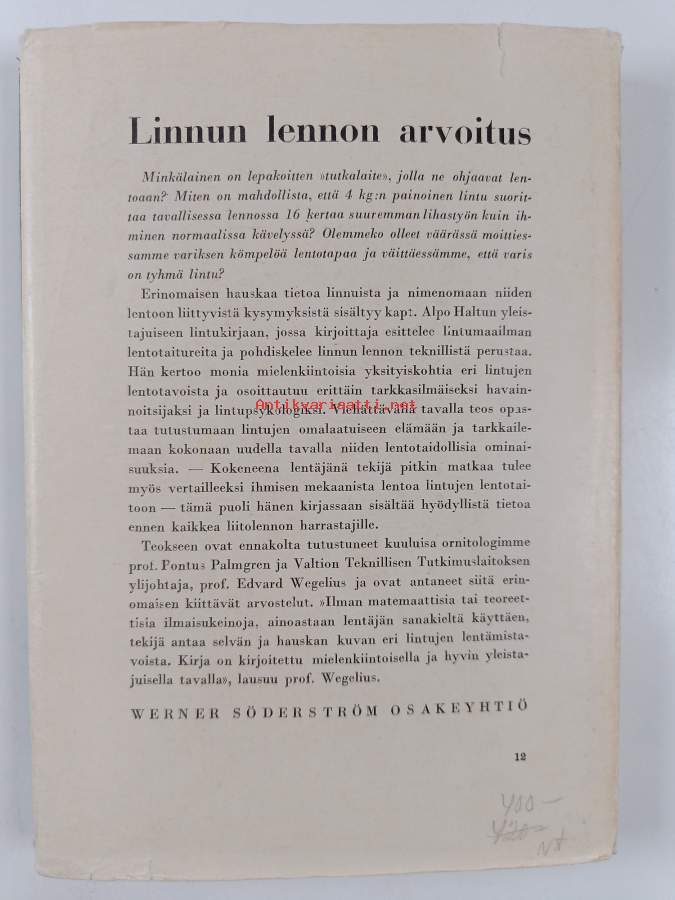 Linnun lennon arvoitus
Minkälainen on lepakoitten »tutkalaite», jolla ne ohjaavat len-
toaan? Miten on mahdollista, että 4 kg:n painoinen lintu suorit-
taa tavallisessa lennossa 16 kertaa suuremman lihastyön kuin ih-
minen normaalissa kävelyssä? Olemmeko olleet väärässä moitties-
samme variksen kömpelöä lentotapaa ja väittäessämme, että varis
on tyhmä lintu?
Erinomaisen hauskaa tietoa linnuista ja nimenomaan niiden
lentoon liittyvistä kysymyksistä sisältyy kapt. Alpo Haltun yleis-
tajuiseen lintukirjaan, jossa kirjoittaja esittelee lintumaailman
lentotaitureita ja pohdiskelee linnun lennon teknillistä perustaa.
Hän kertoo monia mielenkiintoisia yksityiskohtia eri lintujen
lentotavoista ja osoittautuu erittäin tarkkasilmäiseksi havain-
Antikvariaatti.net
noitsijaksi ja lintupsykologiksi. Viehättävällä tavalla teos opas-
taa tutustumaan lintujen omalaatuiseen elämään ja tarkkaile-
maan kokonaan uudella tavalla niiden lentotaidollisia ominai-
suuksia. — Kokeneena lentäjänä tekijä pitkin matkaa tulee
myös vertailleeksi ihmisen mekaanista lentoa lintujen lentotai-
toon — tämä puoli hänen kirjassaan sisältää hyödyllistä tietoa
ennen kaikkea liitolennon harrastajille.
Teokseen ovat ennakolta tutustuneet kuuluisa ornitologimme
prof. Pontus Palmgren ja Valtion Teknillisen Tutkimuslaitoksen
ylijohtaja, prof. Edvard Wegelius ja ovat antaneet siitä erin-
omaisen kiittävät arvostelut. »Ilman matemaattisia tai teoreet-
tisia ilmaisukeinoja, ainoastaan lentäjän sanakieltä käyttäen,
tekijä antaa selvän ja hauskan kuvan eri lintujen lentämista-
voista. Kirja on kirjoitettu mielenkiintoisella ja hyvin yleista-
juisella tavalla», lausuu prof. Wegelius.
WERNER SÖDERSTRÖM OSAKEYHTIÖ
12
400—